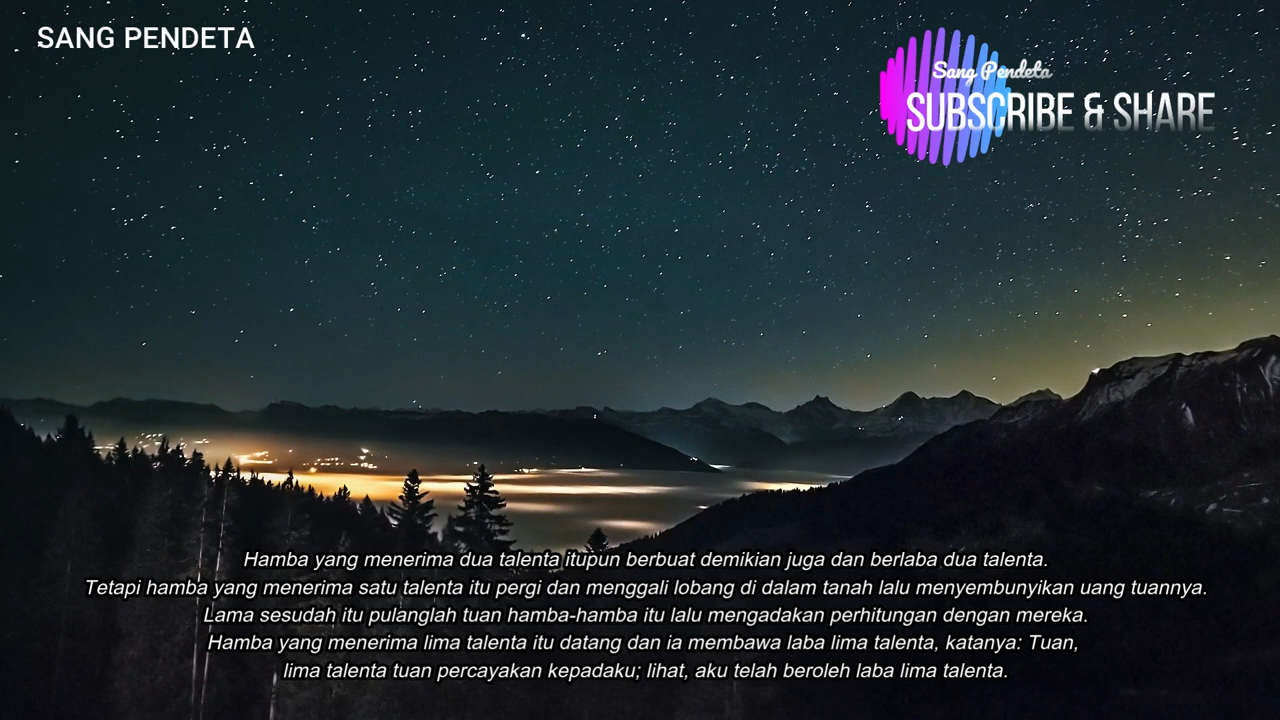 SANG PENDETA
Sang Pendeta
SUBSCRIBE & SHARE
Hamba yang menerima dua talenta itupun berbuat demikian juga dan berlaba dua talenta.
Tetapi hamba yang menerima satu talenta itu pergi dan menggali lobang di dalam tanah lalu menyembunyikan uang tuannya.
Lama sesudah itu pulanglah tuan hamba-hamba itu lalu mengadakan perhitungan dengan mereka.
Hamba yang menerima lima talenta itu datang dan ia membawa laba lima talenta, katanya: Tuan,
lima talenta tuan percayakan kepadaku; lihat, aku telah beroleh laba lima talenta.